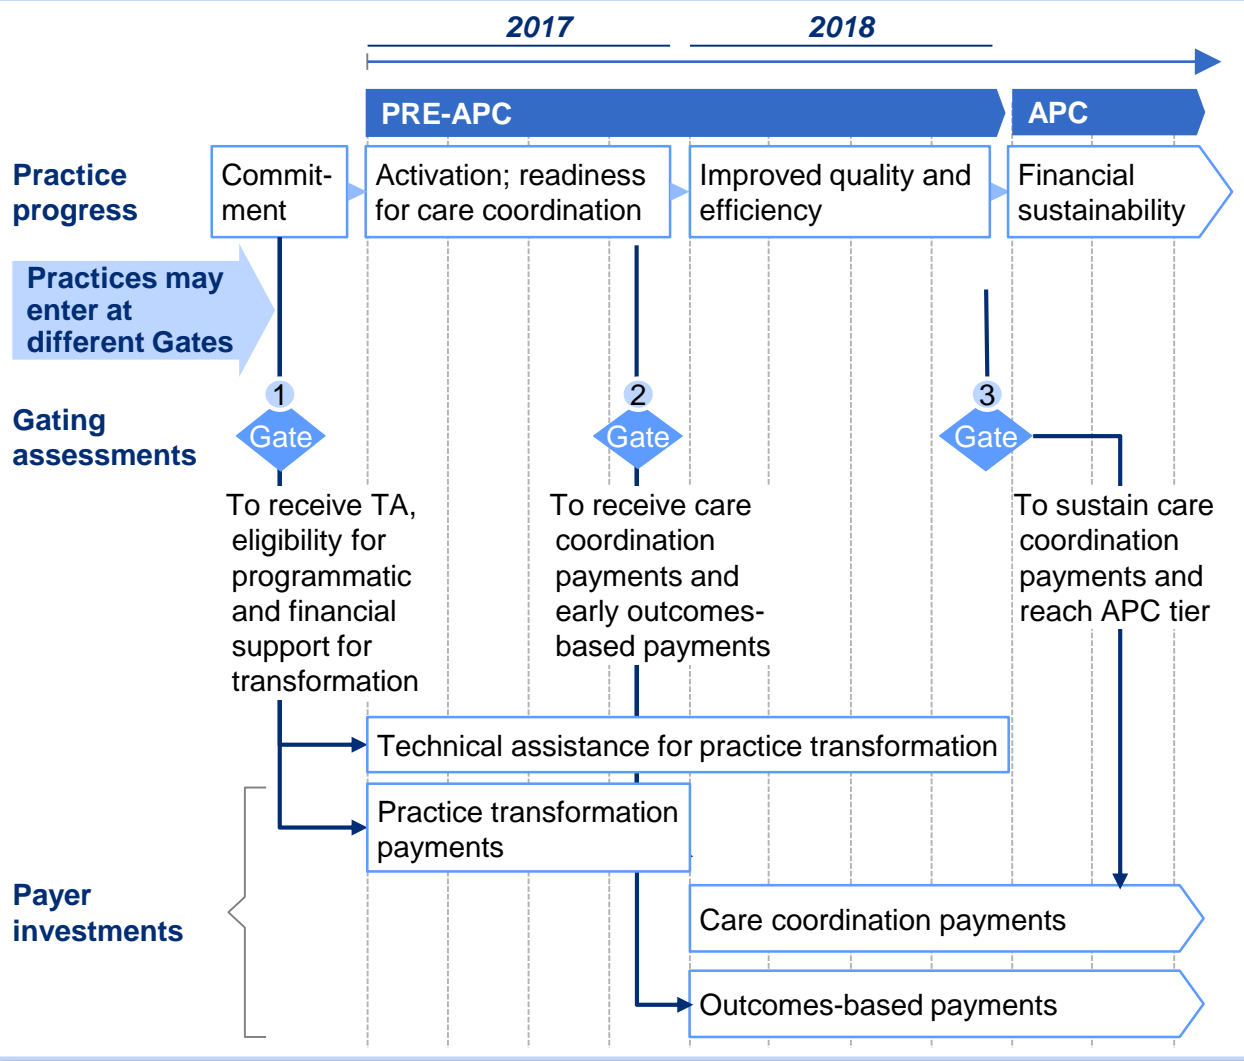 2017
2018
PRE-APC
APC
Practice
progress
Commit-
ment
Activation; readiness
for care coordination
Improved quality and
efficiency
Financial
sustainability
Practices may
enter at
different Gates
1
2
3
Gating
assessments
Gate
Gate
Gate
To receive TA,
eligibility for
programmatic
and financial
support for
transformation
To receive care
coordination
payments and
early outcomes-
based payments
To sustain care
coordination
payments and
reach APC tier
Technical assistance for practice transformation
Practice transformation
payments
Payer
investments
Care coordination payments
Outcomes-based payments